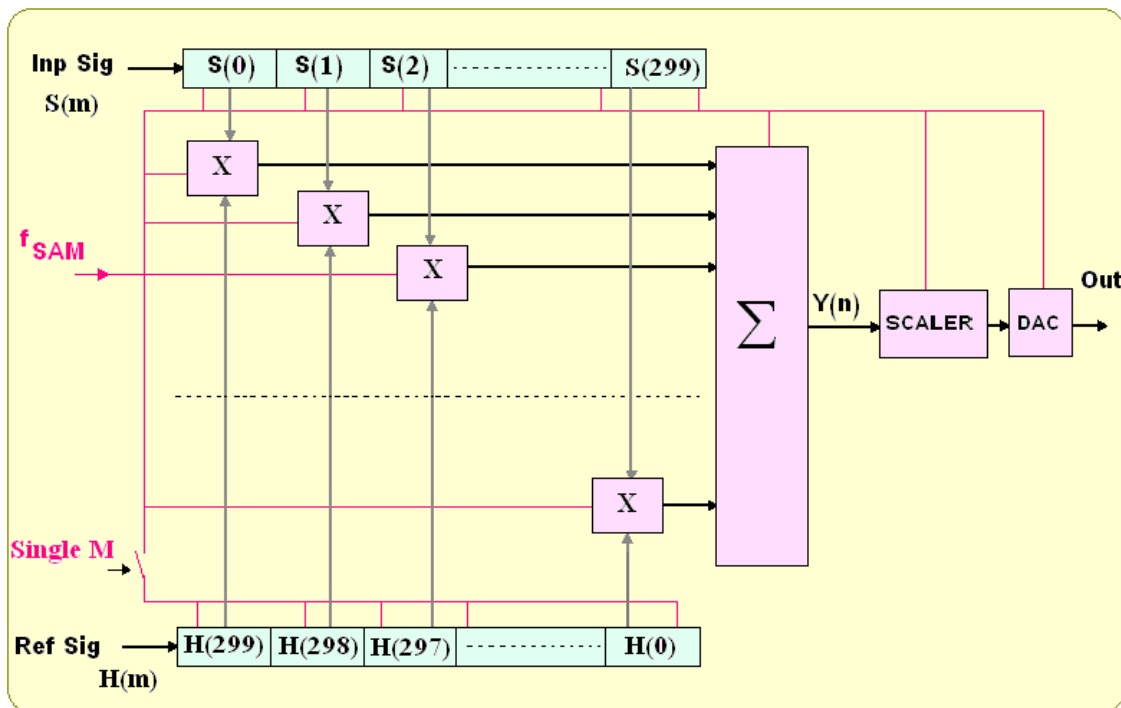 Inp Sig
S(m)
S(0) S(1) S(2) S(299)
X
X
f SAM
X
Σ
Y(n)
SCALER
DAC
Out
X
Single M
Ref Sig
H(m)
H(299) H(298) H(297) H(0)